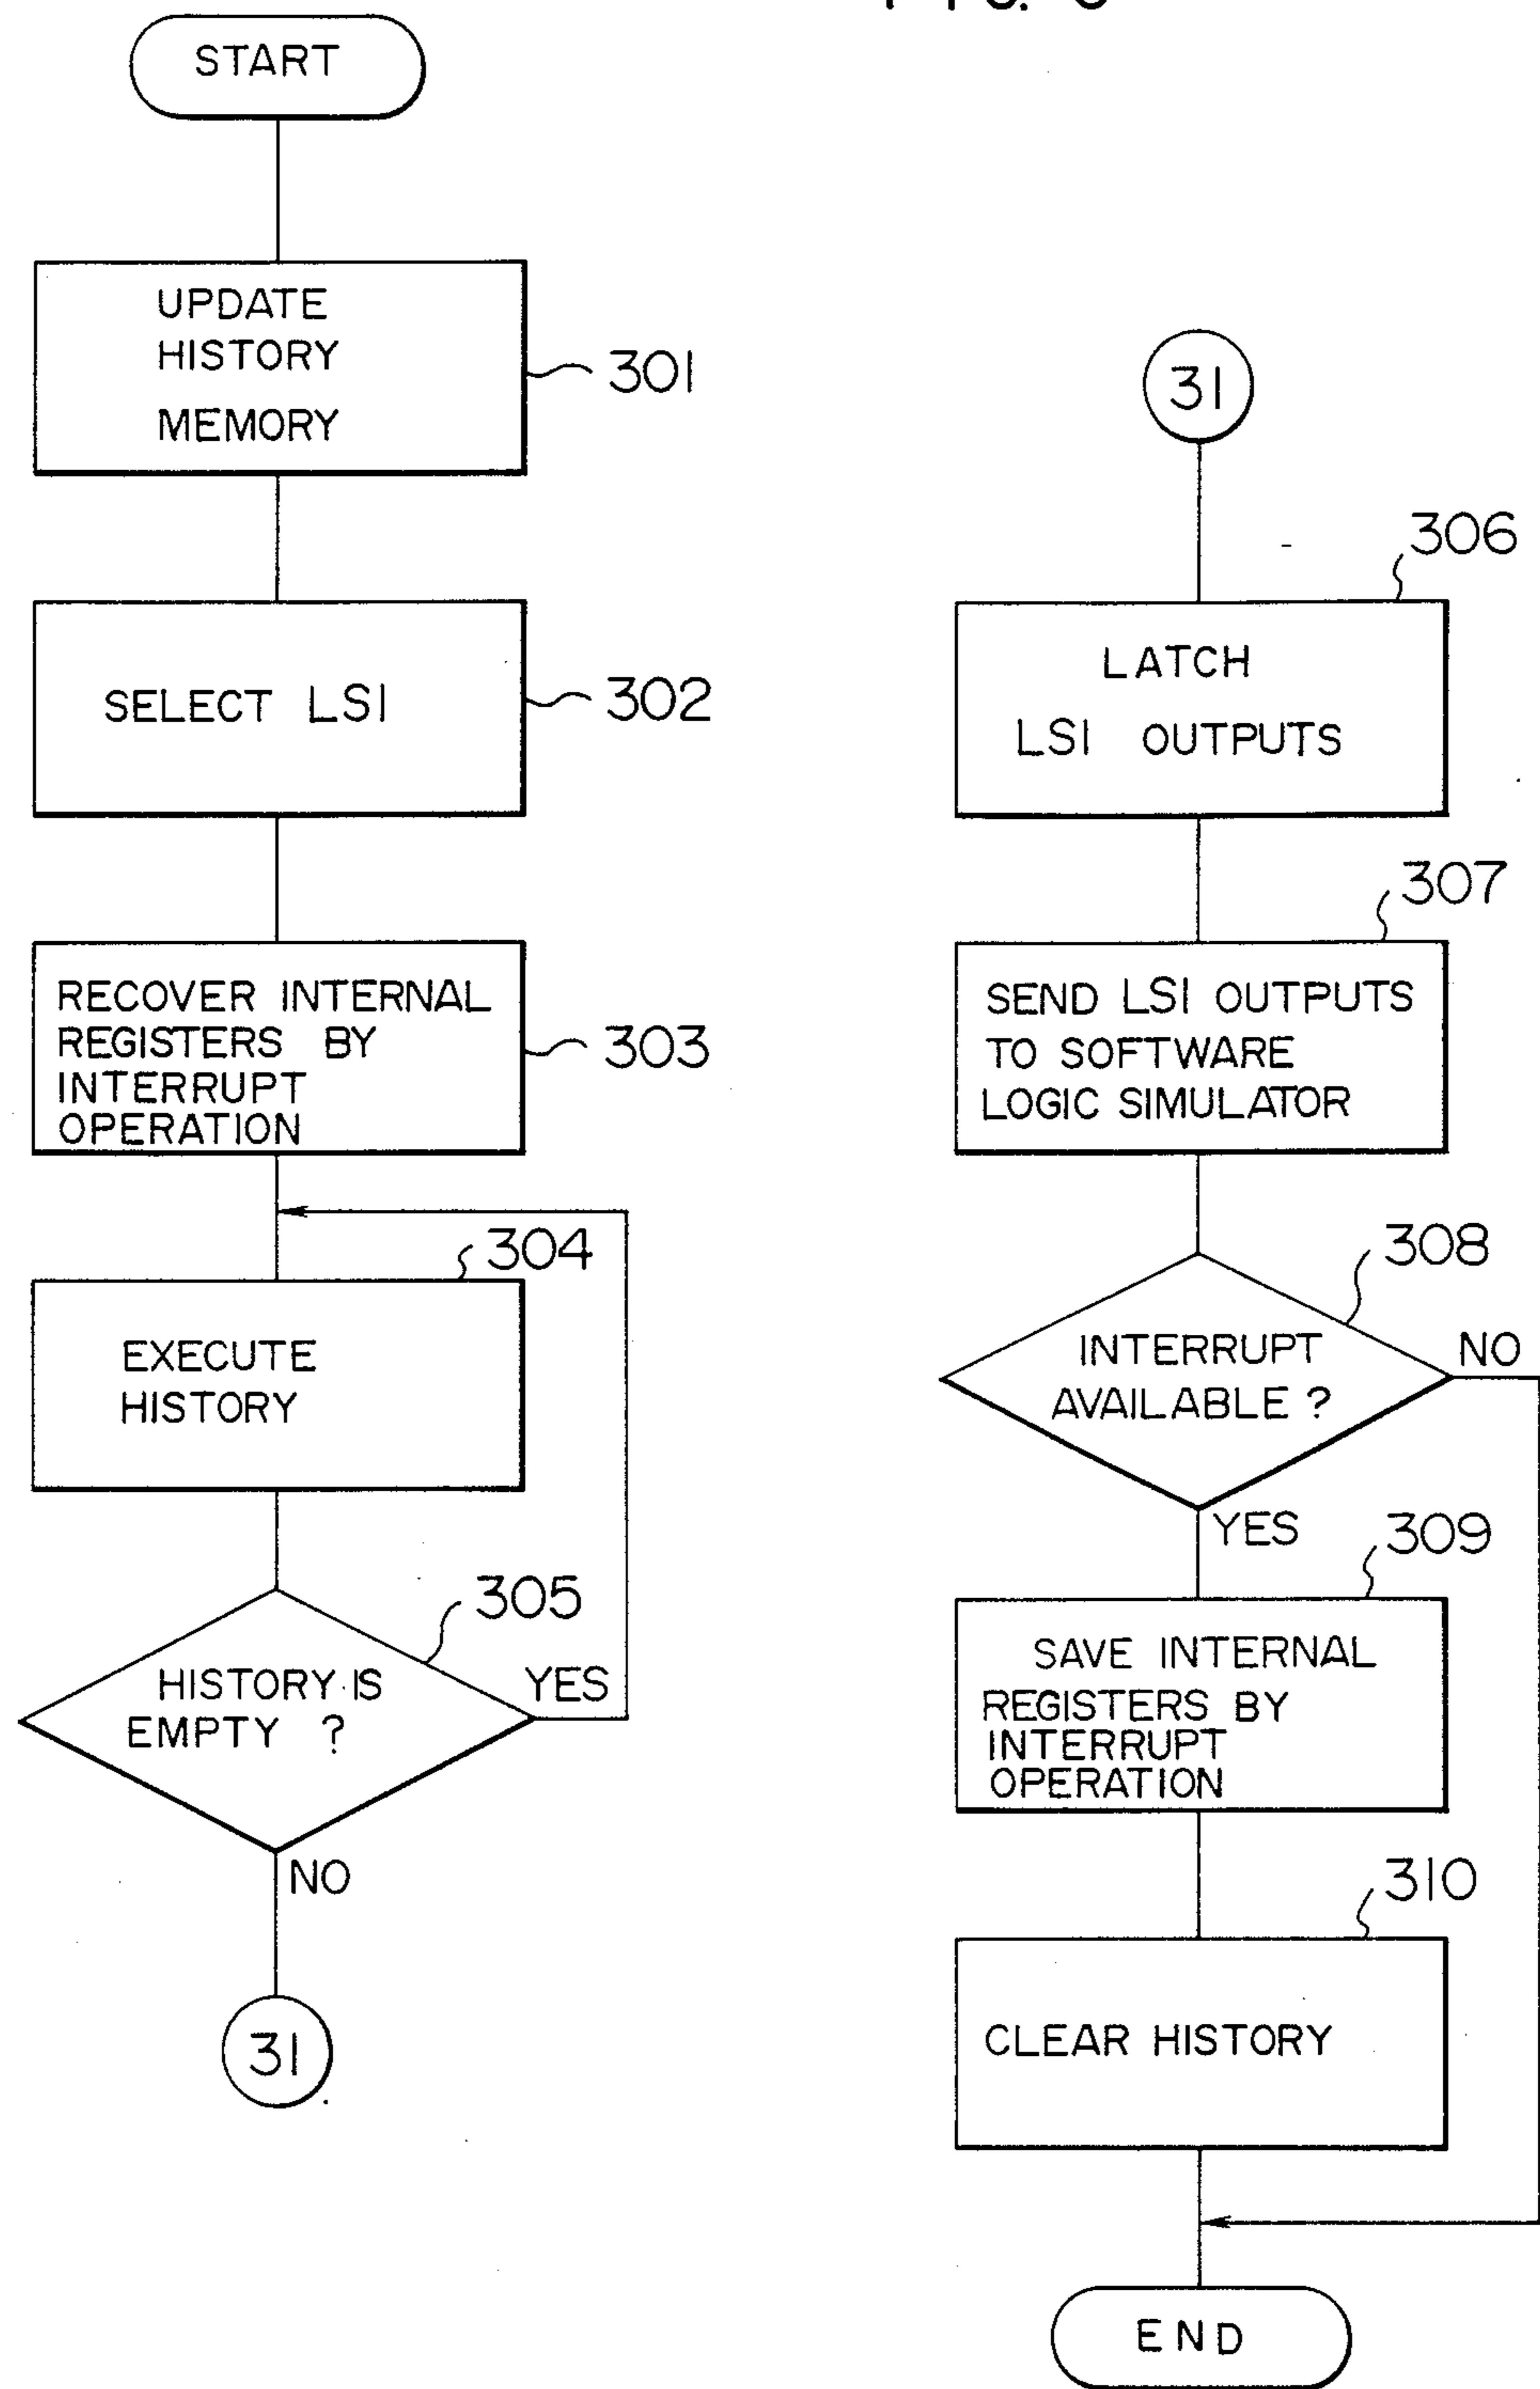 START
UPDATE
HISTORY
MEMORY
301
SELECT LSI
302
RECOVER INTERNAL
REGISTERS BY
INTERRUPT
OPERATION
303
304
EXECUTE
HISTORY
305
HISTORY IS
EMPTY ?
YES
NO
31
31
306
LATCH
LSI OUTPUTS
307
SEND LSI OUTPUTS
TO SOFTWARE
LOGIC SIMULATOR
308
INTERRUPT
AVAILABLE ?
NO
YES
309
SAVE INTERNAL
REGISTERS BY
INTERRUPT
OPERATION
310
CLEAR HISTORY
END